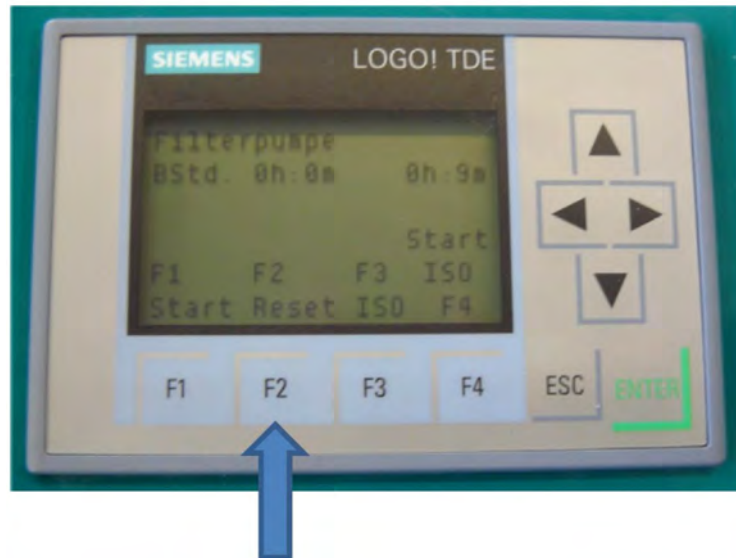 SIEMENS LOGO! TDE
Filterpumpe
BStd. 0h:0m 0h:9m
Start
F1 F2 F3 ISO
Start Reset ISO F4
F1 F2 F3 F4 ESC ENTER